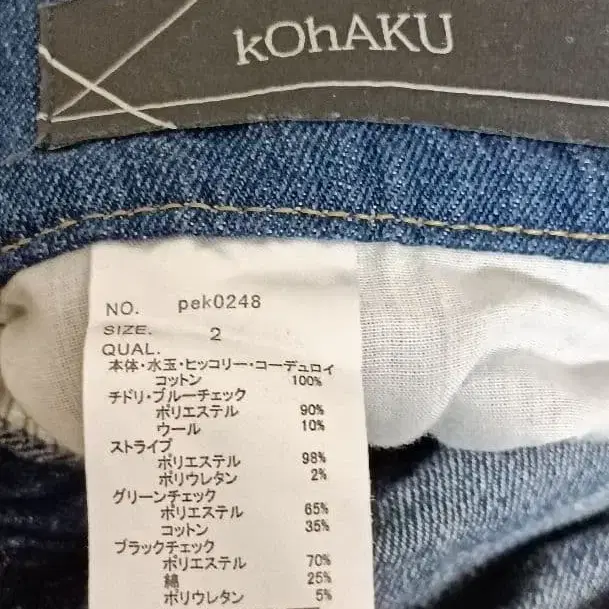 kOhAKU
NO. pek0248
SIZE. 2
QUAL.
本体・水玉・ヒッコリー・コーデュロイ
コットン 100%
チドリ・ブルーチェック
ポリエステル 90%
ウール 10%
ストライプ
ポリエステル 98%
ポリウレタン 2%
グリーンチェック
ポリエステル 65%
コットン 35%
ブラックチェック
ポリエステル 70%
綿 25%
ポリウレタン 5%